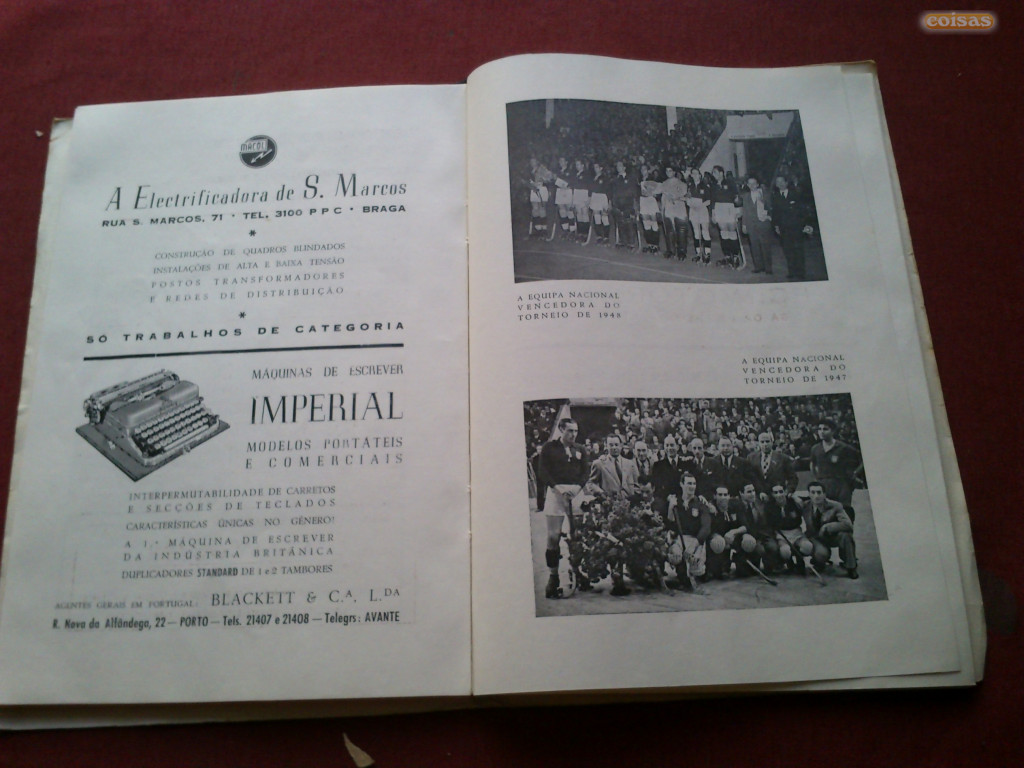 coisas
MAROLI
A Electrificadora de S. Marcos
RUA S. MARCOS, 71 · TEL. 3100 P P C · BRAGA
*
CONSTRUÇÃO DE QUADROS BLINDADOS
INSTALAÇÕES DE ALTA E BAIXA TENSÃO
POSTOS TRANSFORMADORES
E REDES DE DISTRIBUIÇÃO
*
SÓ TRABALHOS DE CATEGORIA
MÁQUINAS DE ESCREVER
IMPERIAL
MODELOS PORTÁTEIS
E COMERCIAIS
INTERPERMUTABILIDADE DE CARRETOS
E SECÇÕES DE TECLADOS
CARACTERÍSTICAS ÚNICAS NO GÉNERO!
A 1.ª MÁQUINA DE ESCREVER
DA INDÚSTRIA BRITÂNICA
DUPLICADORES STANDARD DE 1 e 2 TAMBORES
AGENTES GERAIS EM PORTUGAL: BLACKETT & C.A L.DA
R. Nova da Alfândega, 22 — PORTO — Tels. 21407 e 21408 — Telegrs: AVANTE
A EQUIPA NACIONAL
VENCEDORA DO
TORNEIO DE 1948
A EQUIPA NACIONAL
VENCEDORA DO
TORNEIO DE 1947